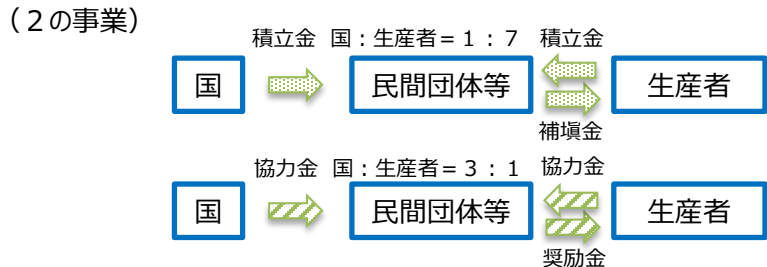 （２の事業）
積立金 国：生産者＝１：７ 積立金
国 民間団体等 生産者
補塡金
協力金 国：生産者＝３：１ 協力金
国 民間団体等 生産者
奨励金